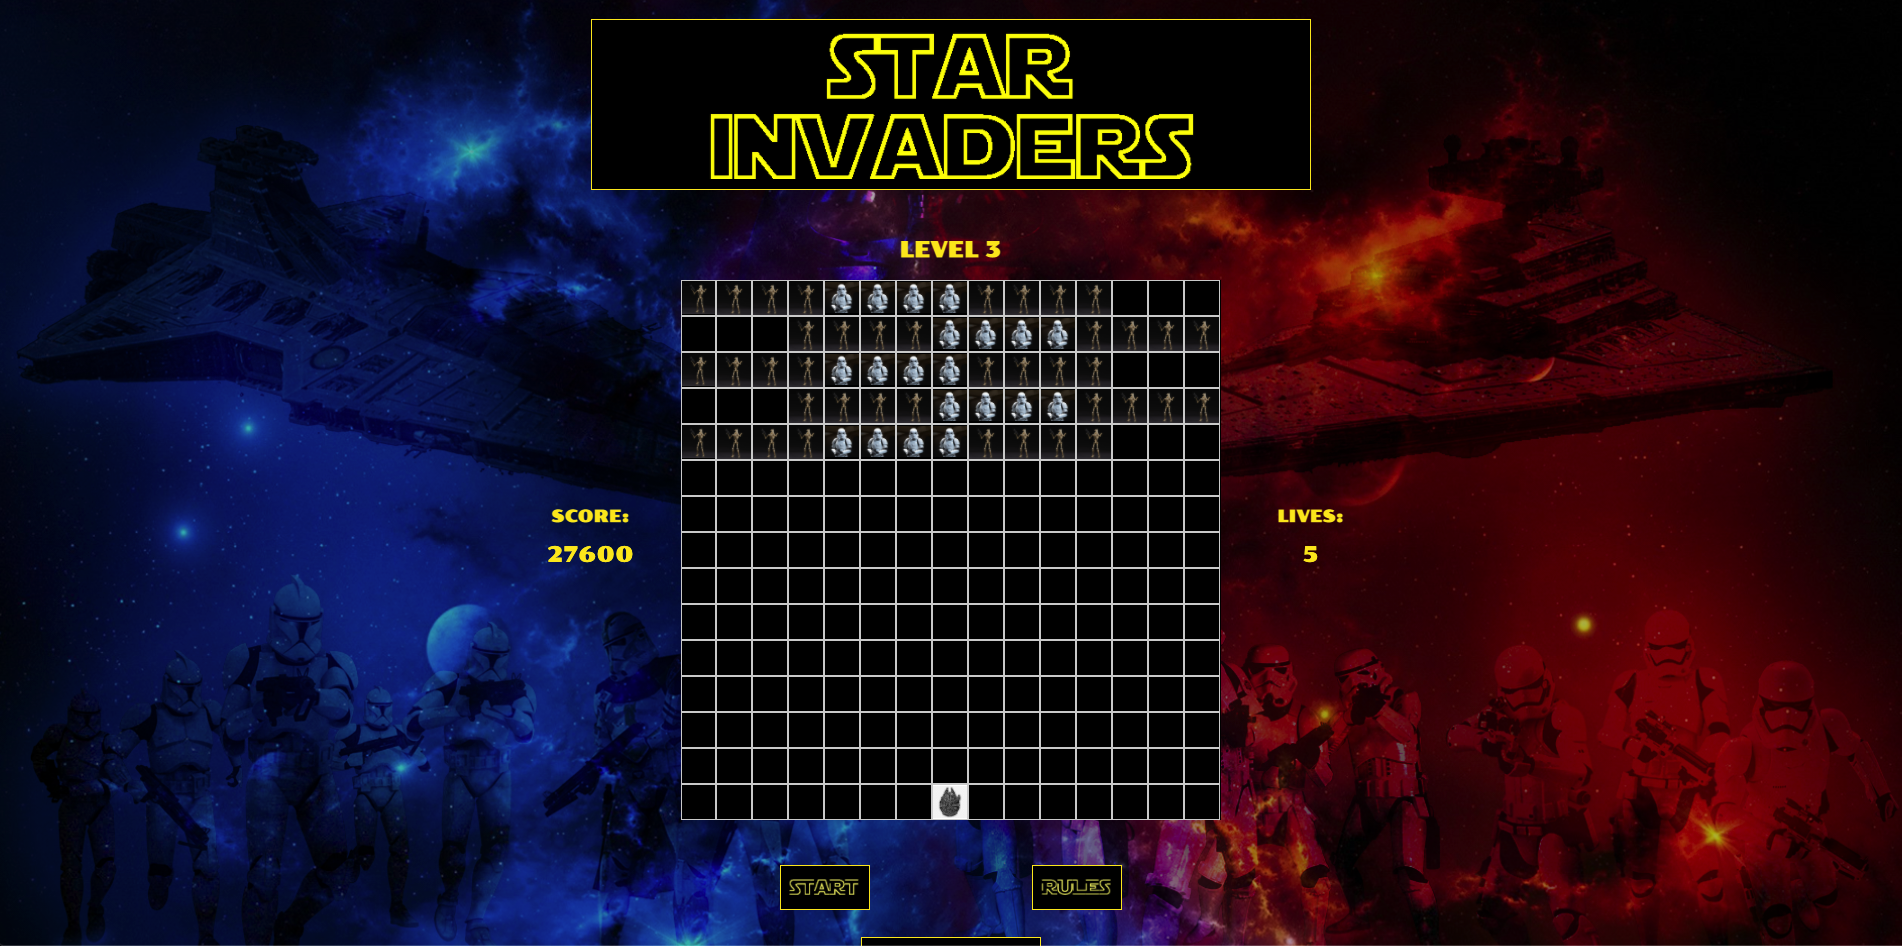 STAR
INVADERS
LEVEL 3
SCORE:
27600
LIVES:
5
START
RULES